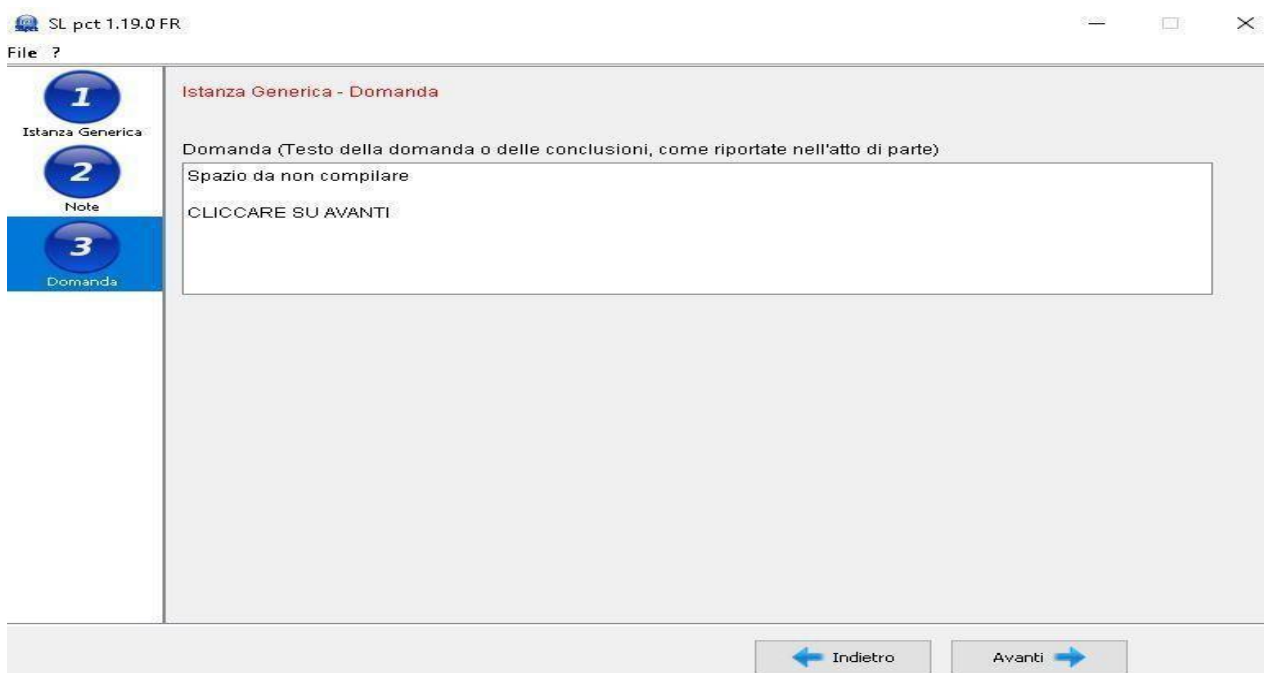 SL pct 1.19.0 FR
File ?
1
Istanza Generica
2
Note
3
Domanda
Istanza Generica - Domanda
Domanda (Testo della domanda o delle conclusioni, come riportate nell'atto di parte)
Spazio da non compilare
CLICCARE SU AVANTI
Indietro
Avanti